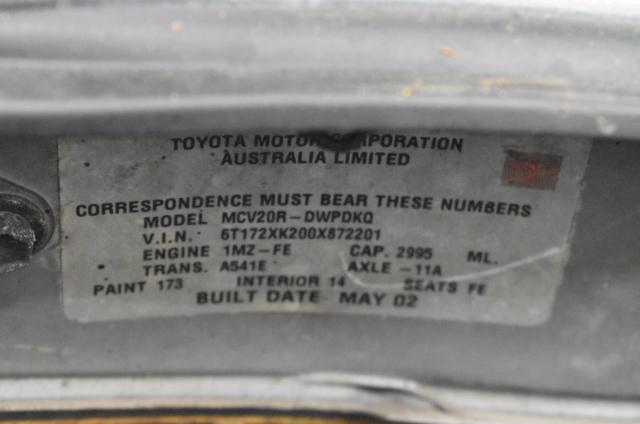 TOYOTA MOTOR CORPORATION
AUSTRALIA LIMITED
CORRESPONDENCE MUST BEAR THESE NUMBERS
MODEL MCV20R-DWPDKQ
V.I.N. 6T172XK200X872201
ENGINE 1MZ-FE CAP. 2995 ML.
TRANS. A541E AXLE -11A
PAINT 173 INTERIOR 14 SEATS FE
BUILT DATE MAY 02